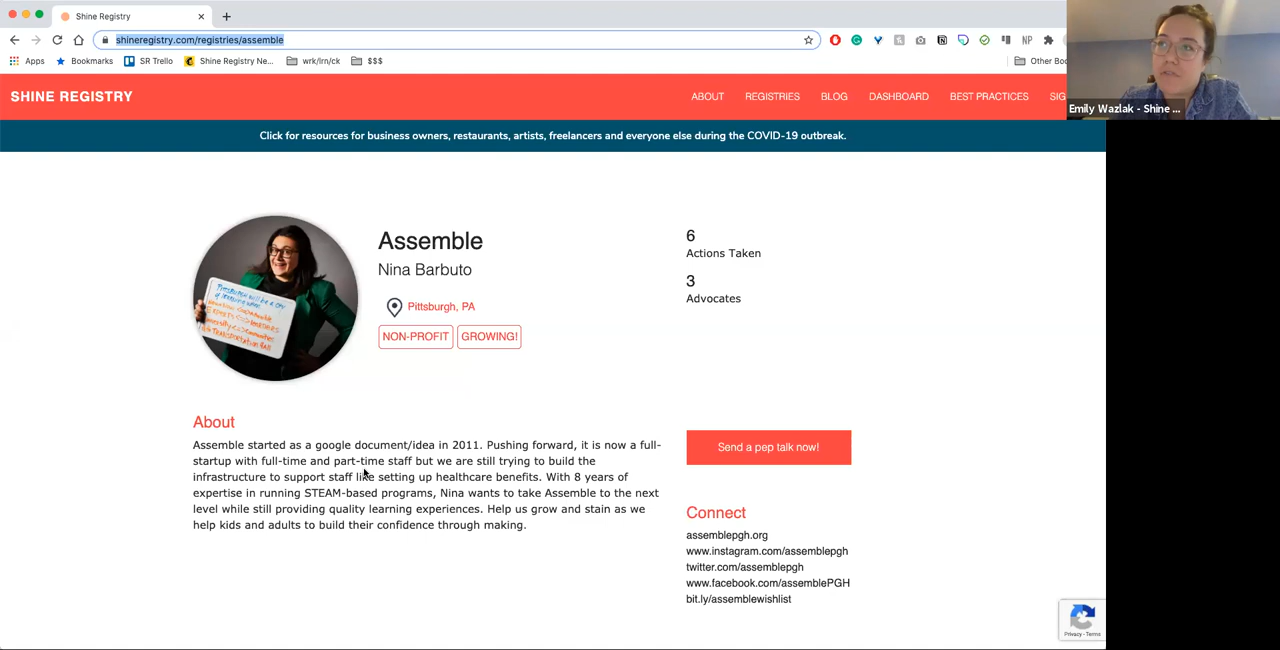 Shine Registry
shineregistry.com/registries/assemble
NP
Apps Bookmarks SR Trello Shine Registry Ne... wrk/lrn/ck $$$ Other Boo
Emily Wazlak - Shine ...
SHINE REGISTRY ABOUT REGISTRIES BLOG DASHBOARD BEST PRACTICES SIG
Click for resources for business owners, restaurants, artists, freelancers and everyone else during the COVID-19 outbreak.
Assemble
Nina Barbuto
Pittsburgh, PA
NON-PROFIT GROWING!
6
Actions Taken
3
Advocates
About
Assemble started as a google document/idea in 2011. Pushing forward, it is now a full-
startup with full-time and part-time staff but we are still trying to build the
infrastructure to support staff like setting up healthcare benefits. With 8 years of
expertise in running STEAM-based programs, Nina wants to take Assemble to the next
level while still providing quality learning experiences. Help us grow and stain as we
help kids and adults to build their confidence through making.
Send a pep talk now!
Connect
assemblepgh.org
www.instagram.com/assemblepgh
twitter.com/assemblepgh
www.facebook.com/assemblePGH
bit.ly/assemblewishlist
Privacy - Terms